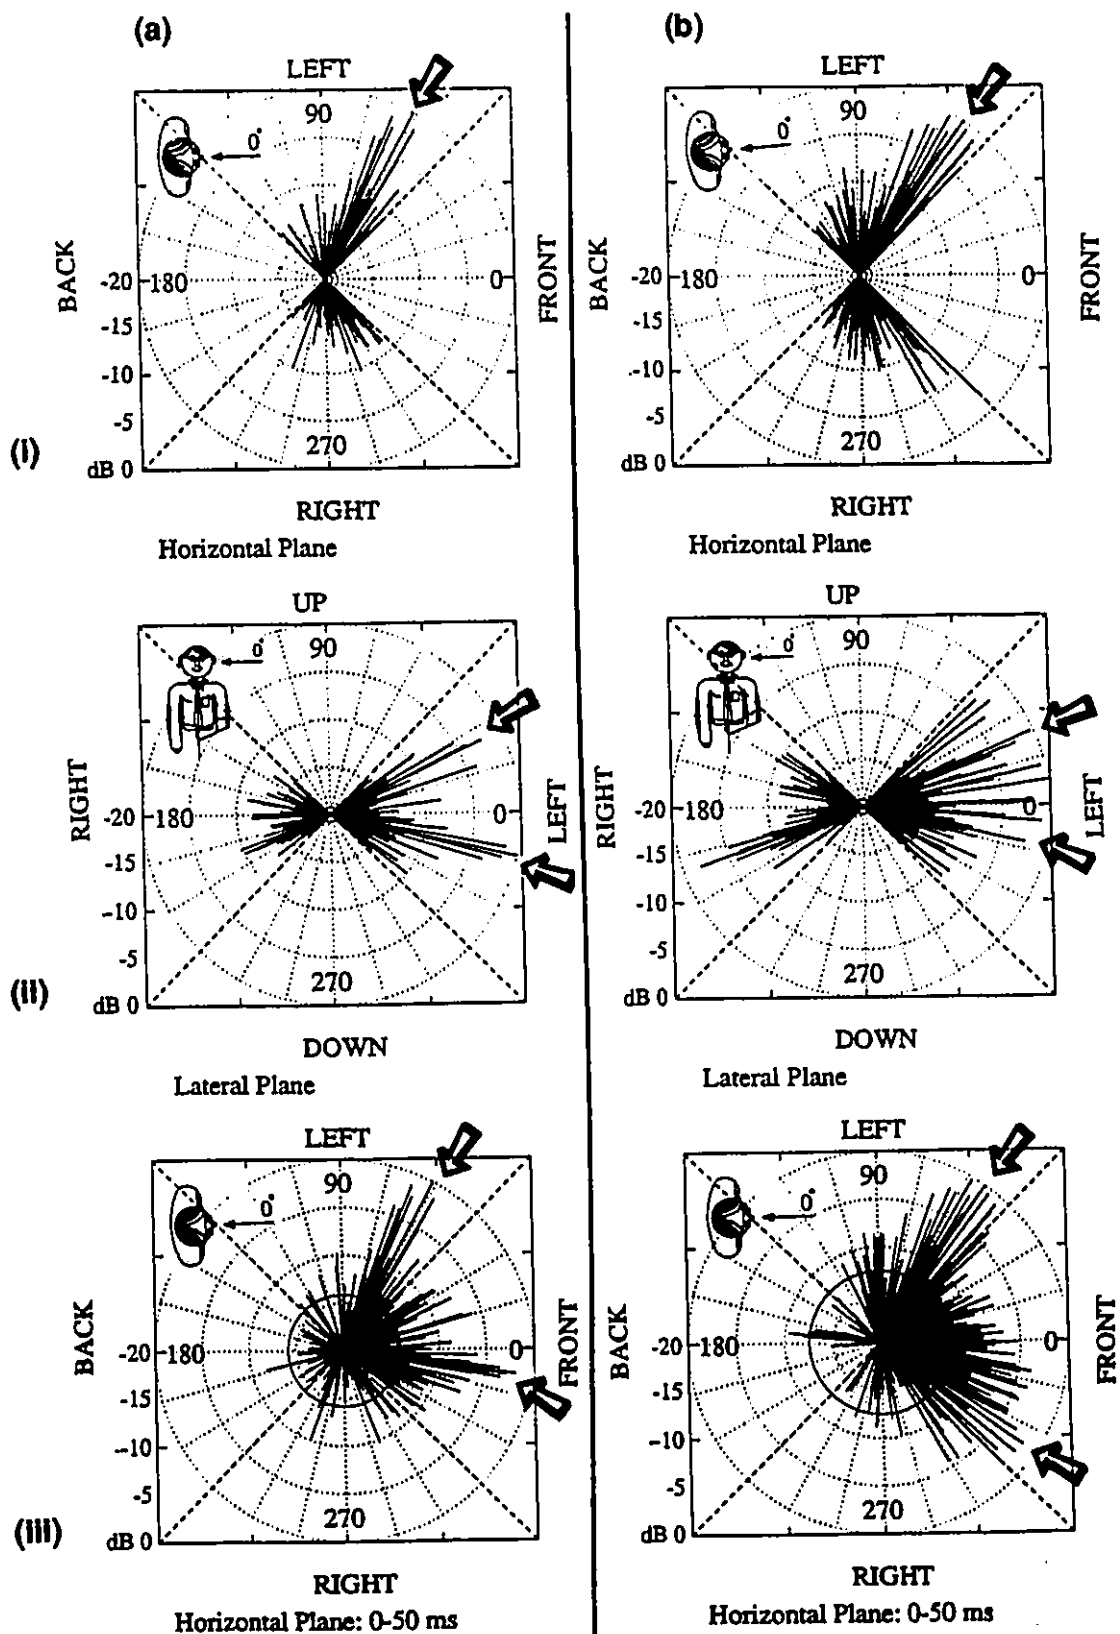 (a)
(b)
LEFT
90
0°
BACK
-20
180
0
FRONT
-15
-10
-5
dB 0
270
RIGHT
Horizontal Plane
(i)
LEFT
90
0°
BACK
-20
180
0
FRONT
-15
-10
-5
dB 0
270
RIGHT
Horizontal Plane
UP
90
0°
RIGHT
-20
180
0
LEFT
-15
-10
-5
dB 0
270
DOWN
Lateral Plane
(ii)
UP
90
0°
RIGHT
-20
180
0
LEFT
-15
-10
-5
dB 0
270
DOWN
Lateral Plane
LEFT
90
0°
BACK
-20
180
0
FRONT
-15
-10
-5
dB 0
270
RIGHT
Horizontal Plane: 0-50 ms
(iii)
LEFT
90
0°
BACK
-20
180
0
FRONT
-15
-10
-5
dB 0
270
RIGHT
Horizontal Plane: 0-50 ms